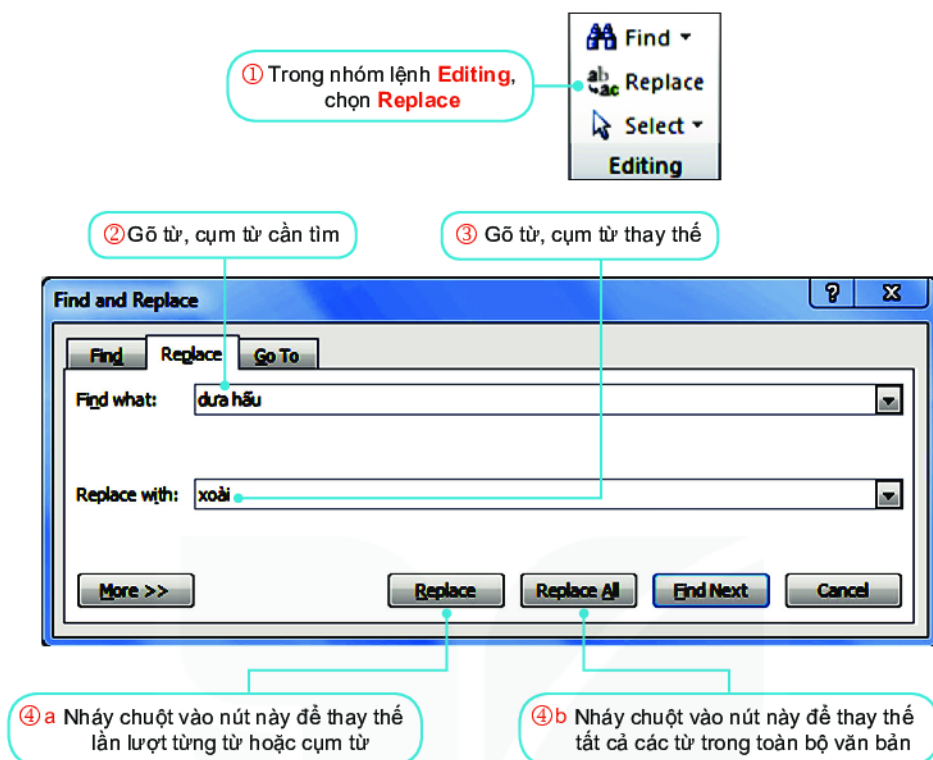 Find
① Trong nhóm lệnh Editing,
chọn Replace
Replace
Select
Editing
② Gõ từ, cụm từ cần tìm
③ Gõ từ, cụm từ thay thế
Find and Replace
Find Replace Go To
Find what: dưa hấu
Replace with: xoài
More >> Replace Replace All Find Next Cancel
④a Nháy chuột vào nút này để thay thế
lần lượt từng từ hoặc cụm từ
④b Nháy chuột vào nút này để thay thế
tất cả các từ trong toàn bộ văn bản